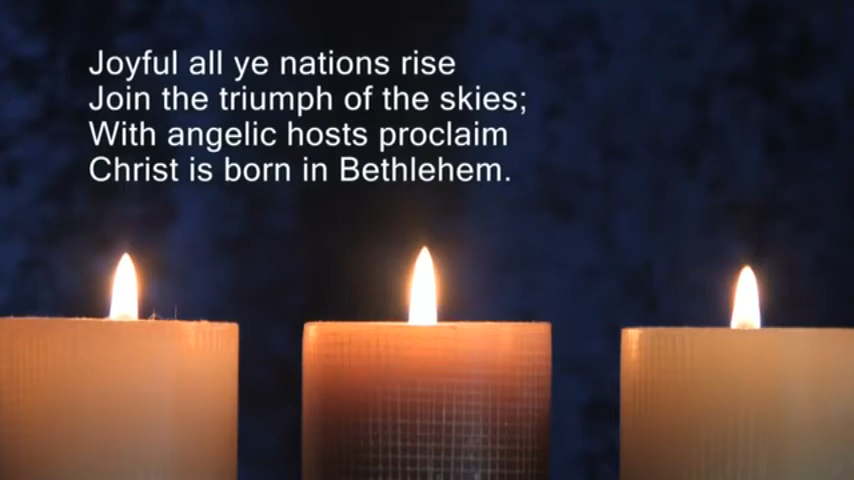 Joyful all ye nations rise
Join the triumph of the skies;
With angelic hosts proclaim
Christ is born in Bethlehem.